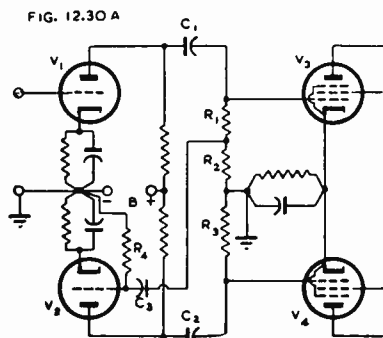 FIG. 12.30 A
C1
V1
V3
R1
R2
B
- +
R3
R4
C3
V2
C2
V4